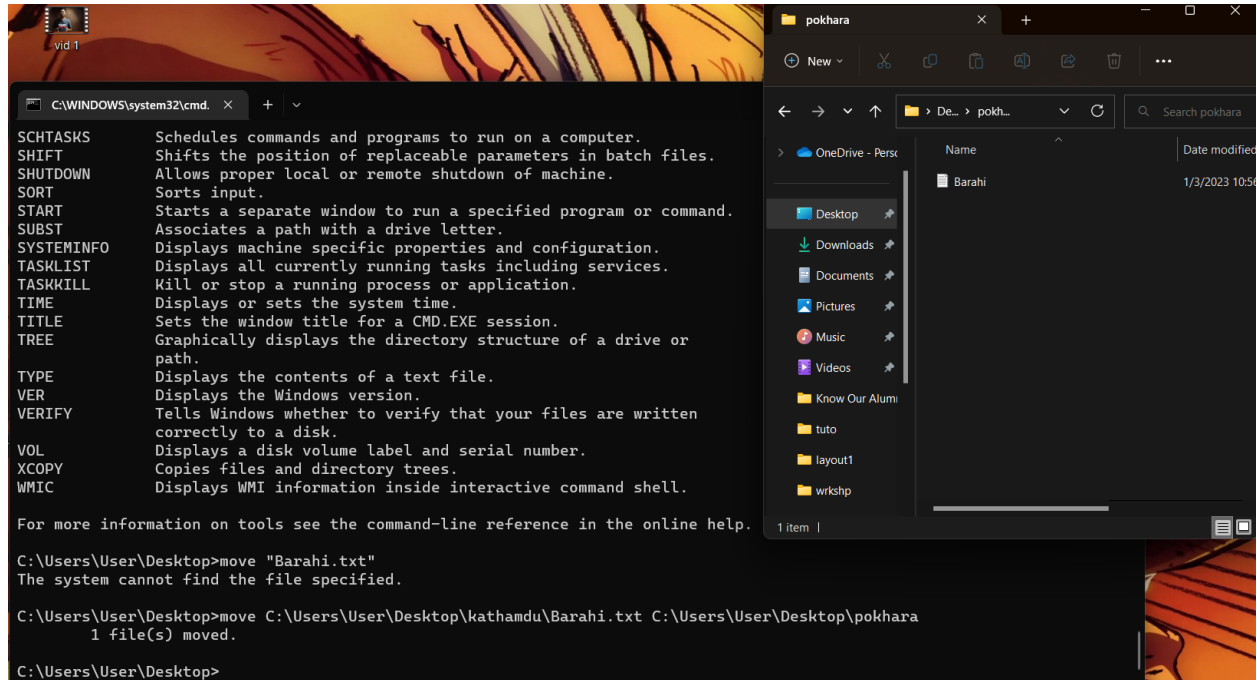 vid 1
C:\WINDOWS\system32\cmd.
SCHTASKS Schedules commands and programs to run on a computer.
SHIFT Shifts the position of replaceable parameters in batch files.
SHUTDOWN Allows proper local or remote shutdown of machine.
SORT Sorts input.
START Starts a separate window to run a specified program or command.
SUBST Associates a path with a drive letter.
SYSTEMINFO Displays machine specific properties and configuration.
TASKLIST Displays all currently running tasks including services.
TASKKILL Kill or stop a running process or application.
TIME Displays or sets the system time.
TITLE Sets the window title for a CMD.EXE session.
TREE Graphically displays the directory structure of a drive or
path.
TYPE Displays the contents of a text file.
VER Displays the Windows version.
VERIFY Tells Windows whether to verify that your files are written
correctly to a disk.
VOL Displays a disk volume label and serial number.
XCOPY Copies files and directory trees.
WMIC Displays WMI information inside interactive command shell.
For more information on tools see the command-line reference in the online help.
C:\Users\User\Desktop>move "Barahi.txt"
The system cannot find the file specified.
C:\Users\User\Desktop>move C:\Users\User\Desktop\kathamdu\Barahi.txt C:\Users\User\Desktop\pokhara
1 file(s) moved.
C:\Users\User\Desktop>
pokhara
New
De... > pokh...
Search pokhara
OneDrive - Perso
Desktop
Downloads
Documents
Pictures
Music
Videos
Know Our Alumi
tuto
layout1
wrkshp
Name Date modified
Barahi 1/3/2023 10:56
1 item